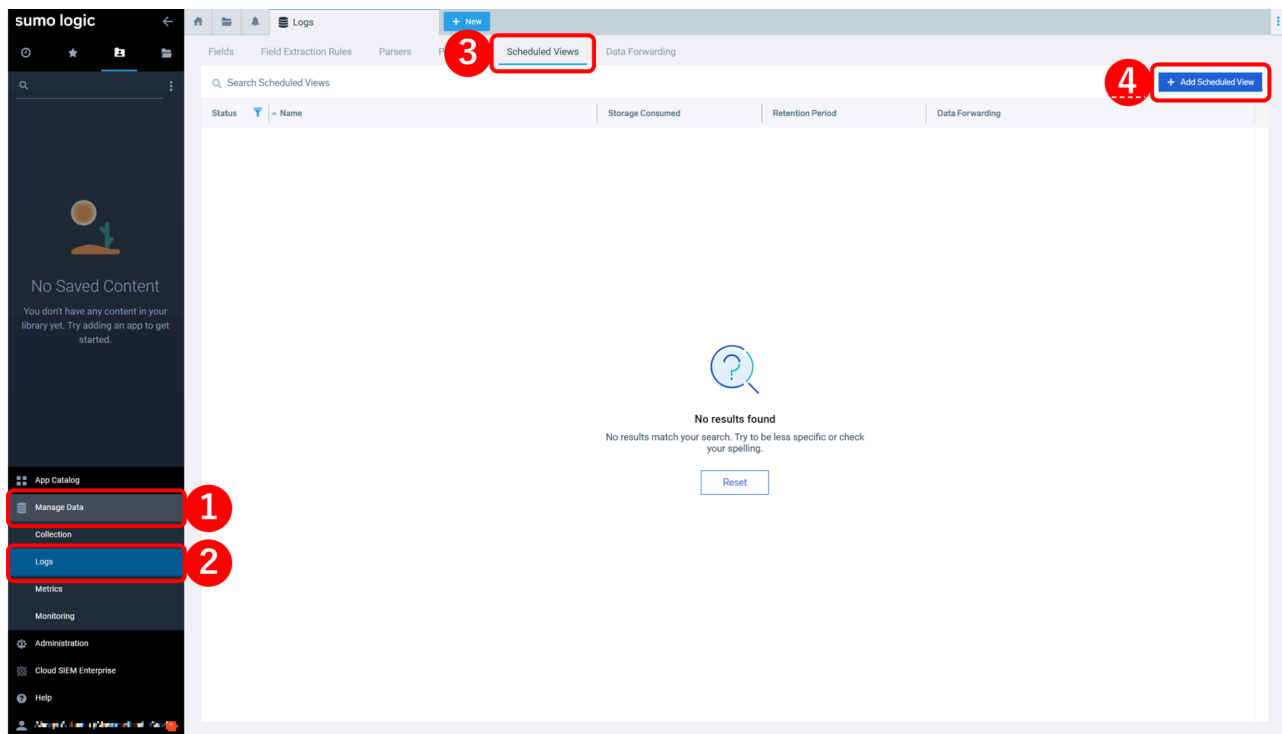 sumo logic
Logs
+ New
Fields
Field Extraction Rules
Parsers
P
3
Scheduled Views
Data Forwarding
Search Scheduled Views
4
+ Add Scheduled View
Status
Name
Storage Consumed
Retention Period
Data Forwarding
No Saved Content
You don't have any content in your
library yet. Try adding an app to get
started.
No results found
No results match your search. Try to be less specific or check
your spelling.
Reset
App Catalog
Manage Data
1
Collection
Logs
2
Metrics
Monitoring
Administration
Cloud SIEM Enterprise
Help